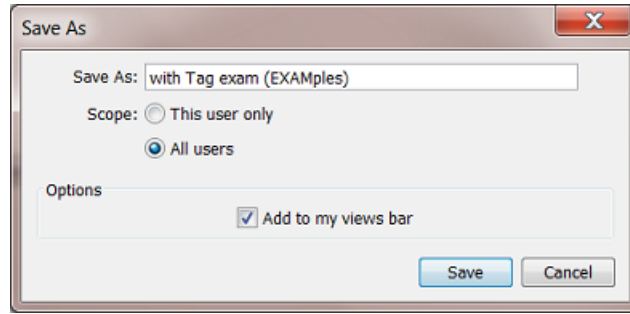 Save As
Save As: with Tag exam (EXAMples)
Scope: This user only
All users
Options
Add to my views bar
Save Cancel